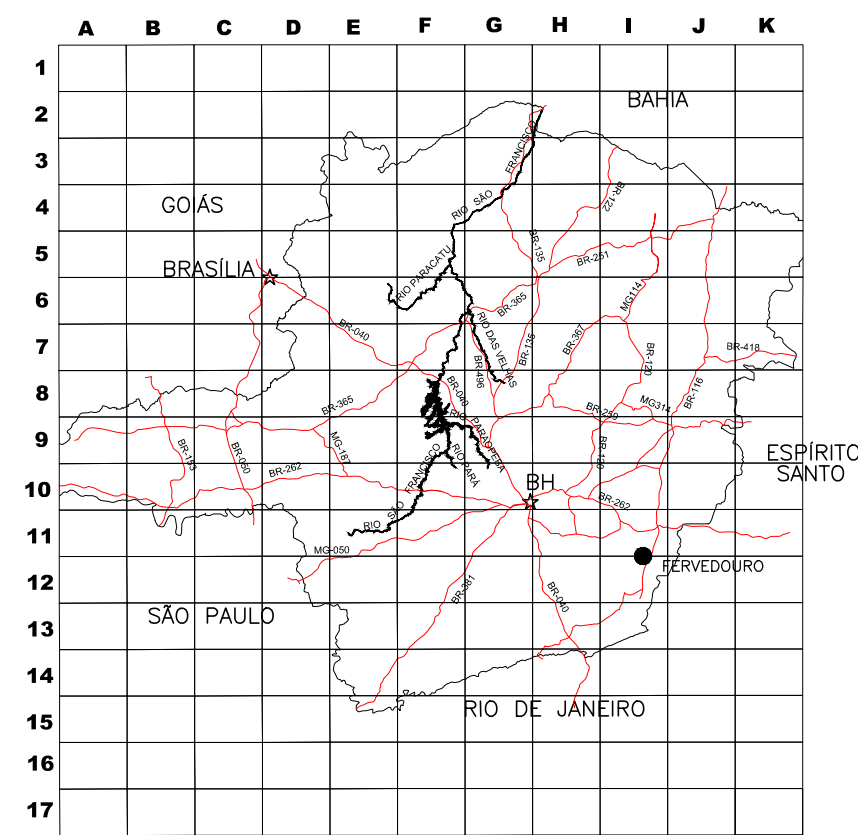 A B C D E F G H I J K
1
2
BAHIA
3
FRANCISCO
4
GOIÁS
RIO SÃO
BR-122
5
BR-135
BRASÍLIA
RIO PARACATU
BR-251
6
BR-365
MG114
BR-040
RIO DAS VELHAS
BR-135
BR-367
7
BR-496
BR-120
BR-418
8
BR-365
BR-040
BR-259
MG314
BR-116
9
BR-153
BR-050
MG-187
RIO PARAOPEBA
RIO PARÁ
BR-120
ESPÍRITO
SANTO
10
BR-262
RIO SÃO FRANCISCO
BH
BR-262
11
MG-050
12
BR-381
BR-040
FERVEDOURO
13
SÃO PAULO
14
15
RIO DE JANEIRO
16
17